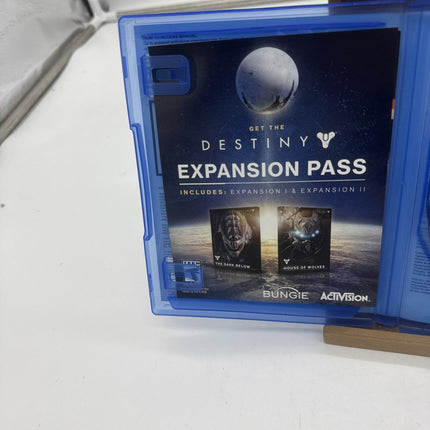 GET THE
DESTINY
EXPANSION PASS
INCLUDES: EXPANSION I & EXPANSION II
THE DARK BELOW
HOUSE OF WOLVES
BUNGIE ACTIVISION